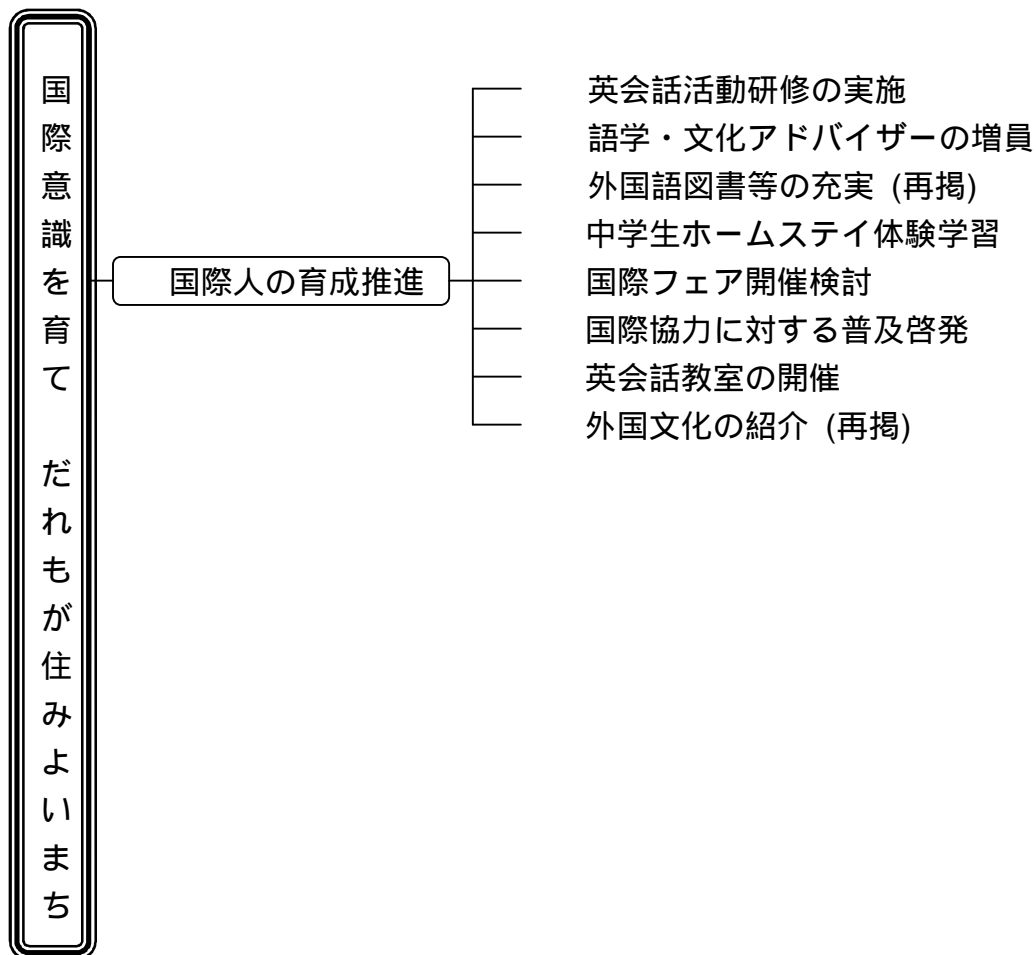 国際意識を育て だれもが住みよいまち
国際人の育成推進
英会話活動研修の実施
語学・文化アドバイザーの増員
外国語図書等の充実 (再掲)
中学生ホームステイ体験学習
国際フェア開催検討
国際協力に対する普及啓発
英会話教室の開催
外国文化の紹介 (再掲)